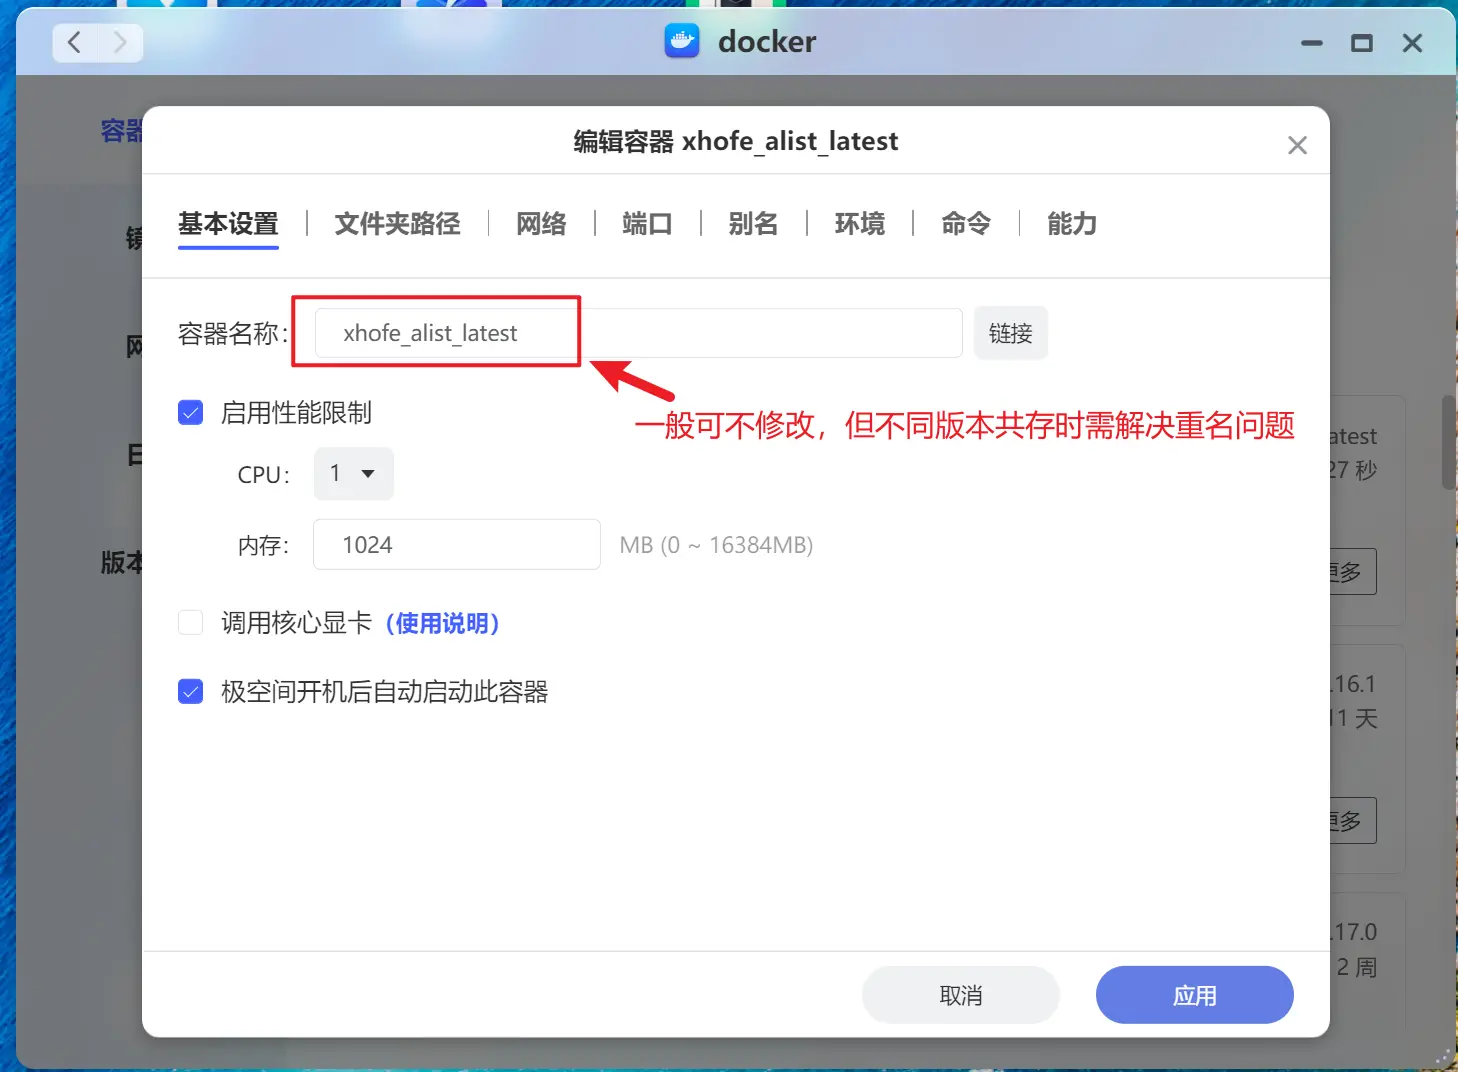 docker
容器
编辑容器 xhofe_alist_latest
基本设置 文件夹路径 网络 端口 别名 环境 命令 能力
镜
容器名称： xhofe_alist_latest 链接
网
启用性能限制
一般可不修改，但不同版本共存时需解决重名问题
atest
日
CPU： 1
27 秒
内存： 1024 MB (0 ~ 16384MB)
版本
更多
调用核心显卡（使用说明）
极空间开机后自动启动此容器
.16.1
11 天
更多
.17.0
2 周
取消 应用